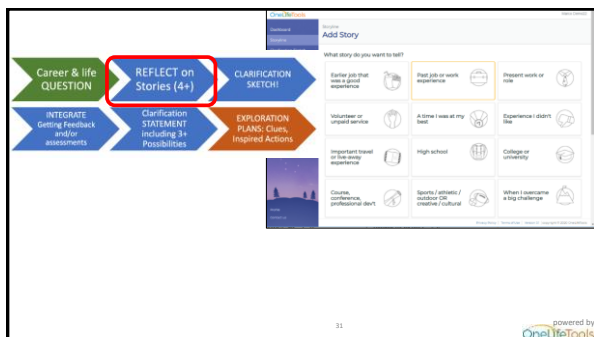 Career & life
QUESTION
REFLECT on
Stories (4+)
CLARIFICATION
SKETCH!
INTEGRATE
Getting Feedback
and/or
assessments
Clarification
STATEMENT
including 3+
Possibilities
EXPLORATION
PLANS: Clues,
Inspired Actions
OneLifeTools
Dashboard
Add Story
What story do you want to tell?
Earlier job that
was a good
experience
Past job or work
experience
Present work or
role
Volunteer or
unpaid service
A time I was at my
best
Experience I didn't
like
Important travel
or live-away
experience
High school
College or
university
Course,
conference,
professional dev't
Sports / athletic /
outdoor OR
creative / cultural
When I overcame
a big challenge
31
powered by
OneLifeTools